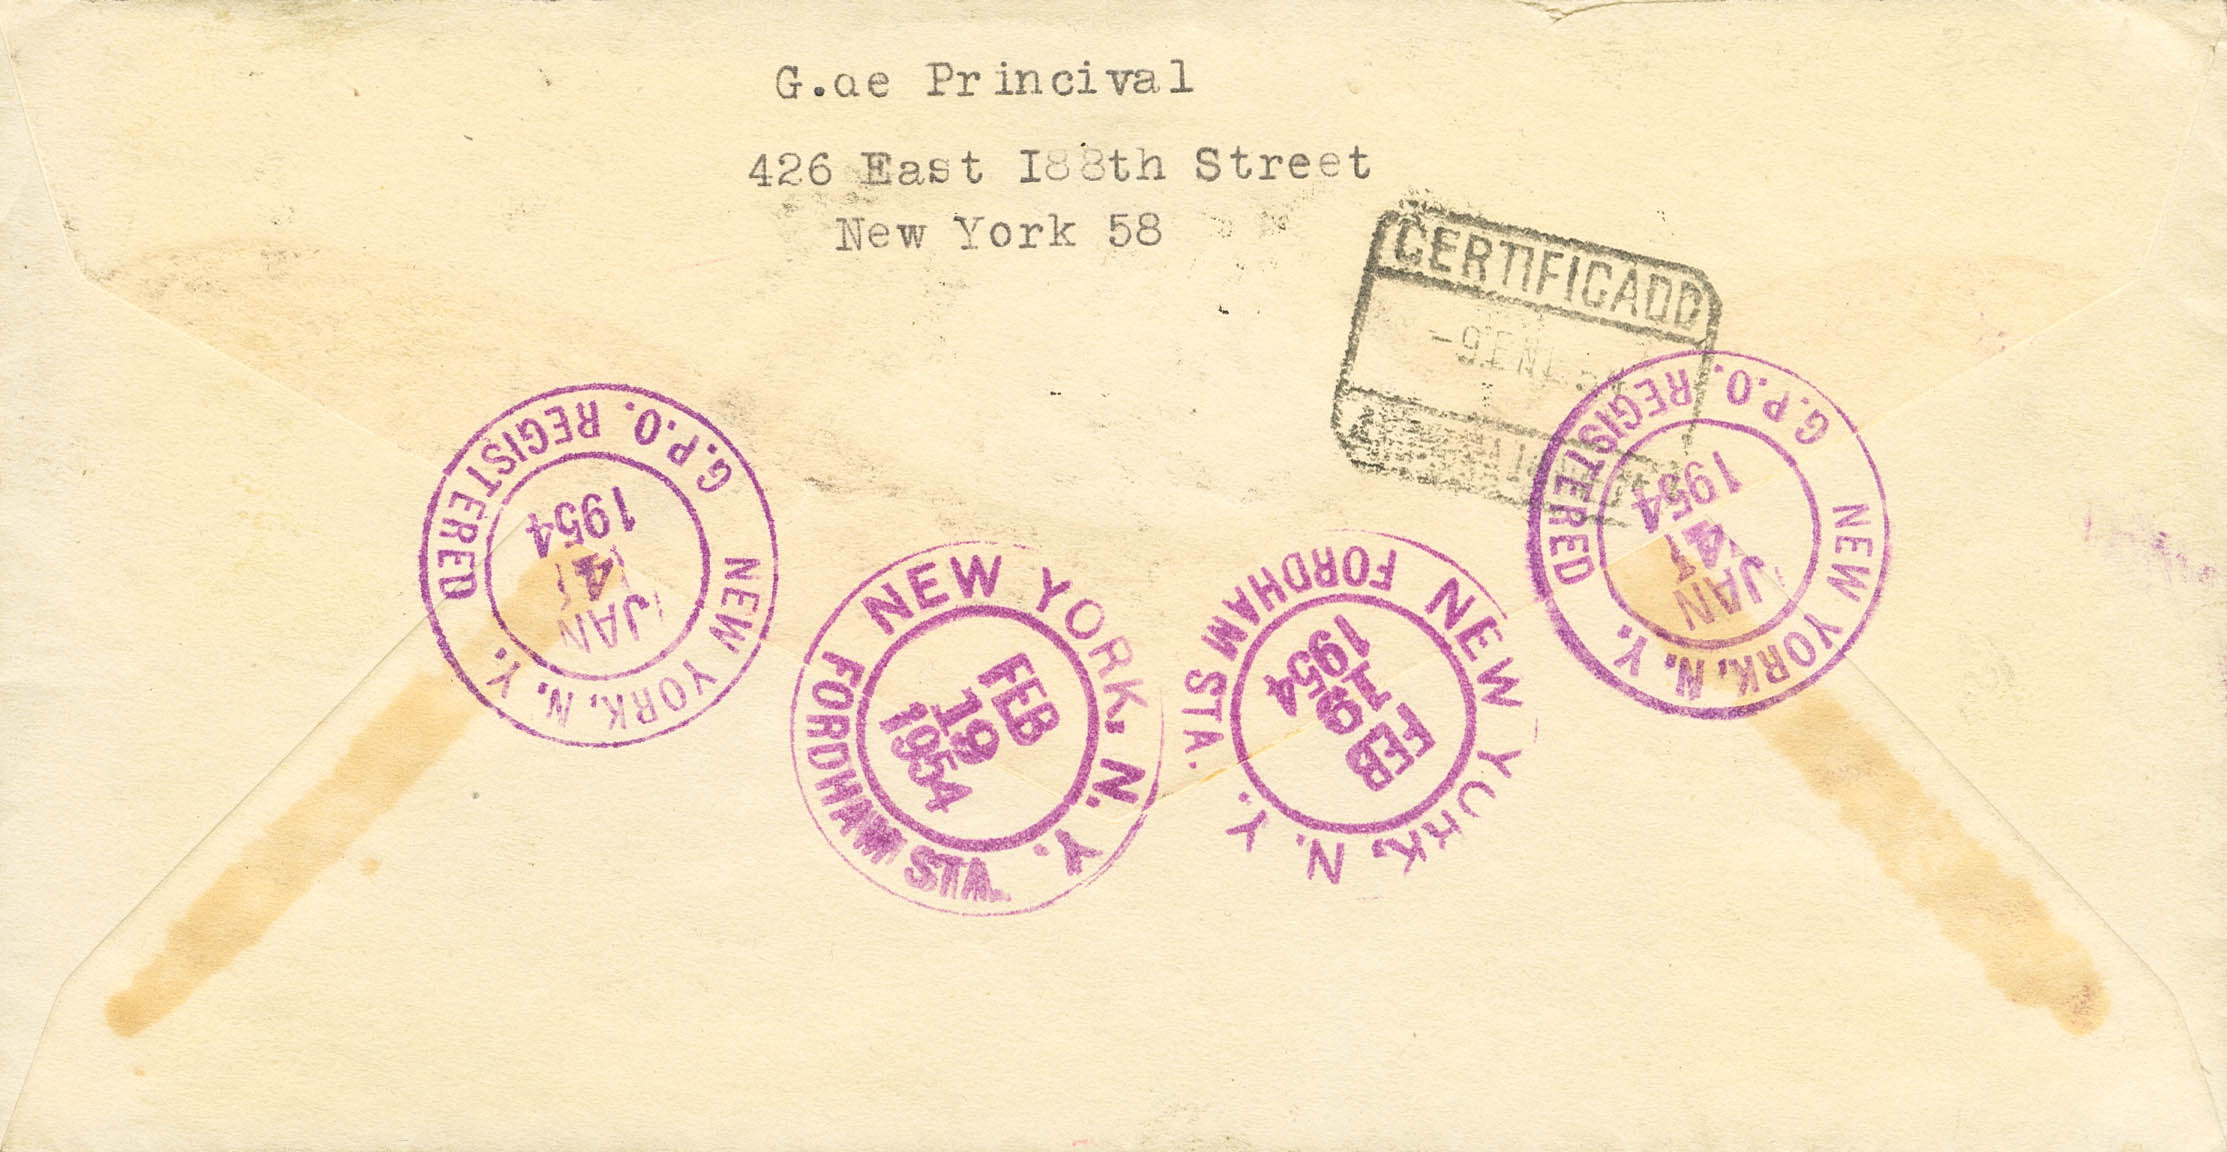 G.de Princival
426 East I88th Street
New York 58
CERTIFICADO
G.P.O. REGISTERED
NEW YORK, N. Y.
JAN
4
1954
NEW YORK, N. Y.
FEB
19
1954
FORDHAM STA.
NEW YORK, N. Y.
FEB
19
1954
FORDHAM STA.
G.P.O. REGISTERED
NEW YORK, N. Y.
JAN
4
1954